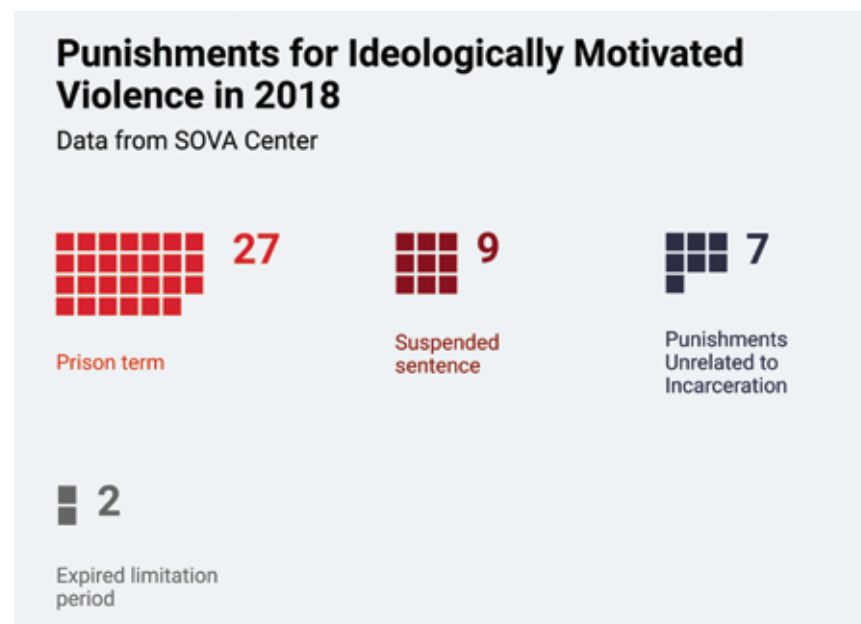 Punishments for Ideologically Motivated
Violence in 2018
Data from SOVA Center
27
Prison term
9
Suspended
sentence
7
Punishments
Unrelated to
Incarceration
2
Expired limitation
period